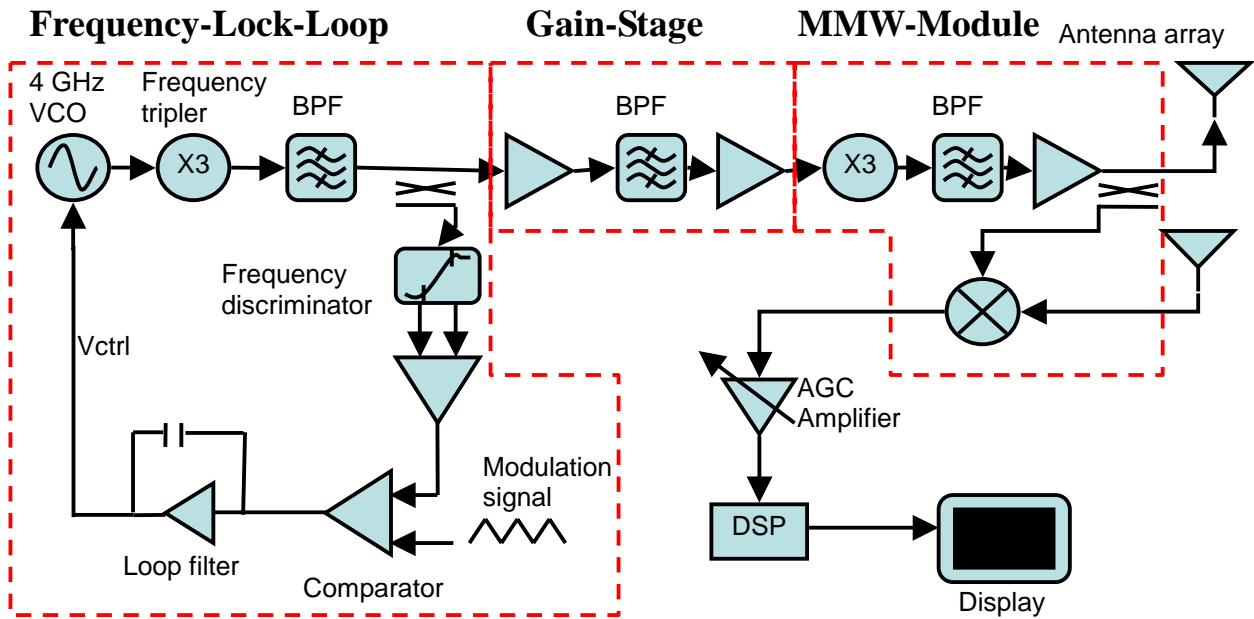 Frequency-Lock-Loop
Gain-Stage
MMW-Module
Antenna array
4 GHz
VCO
Frequency
tripler
BPF
BPF
BPF
X3
X3
Frequency
discriminator
Vctrl
AGC
Amplifier
Modulation
signal
DSP
Loop filter
Comparator
Display